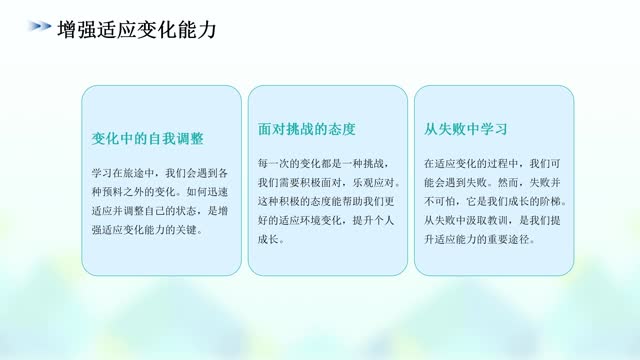 增强适应变化能力
变化中的自我调整
学习在旅途中，我们会遇到各
种预料之外的变化。如何迅速
适应并调整自己的状态，是增
强适应变化能力的关键。
面对挑战的态度
每一次的变化都是一种挑战，
我们需要积极面对，乐观应对。
这种积极的态度能帮助我们更
好的适应环境变化，提升个人
成长。
从失败中学习
在适应变化的过程中，我们可
能会遇到失败。然而，失败并
不可怕，它是我们成长的阶梯。
从失败中汲取教训，是我们提
升适应能力的重要途径。